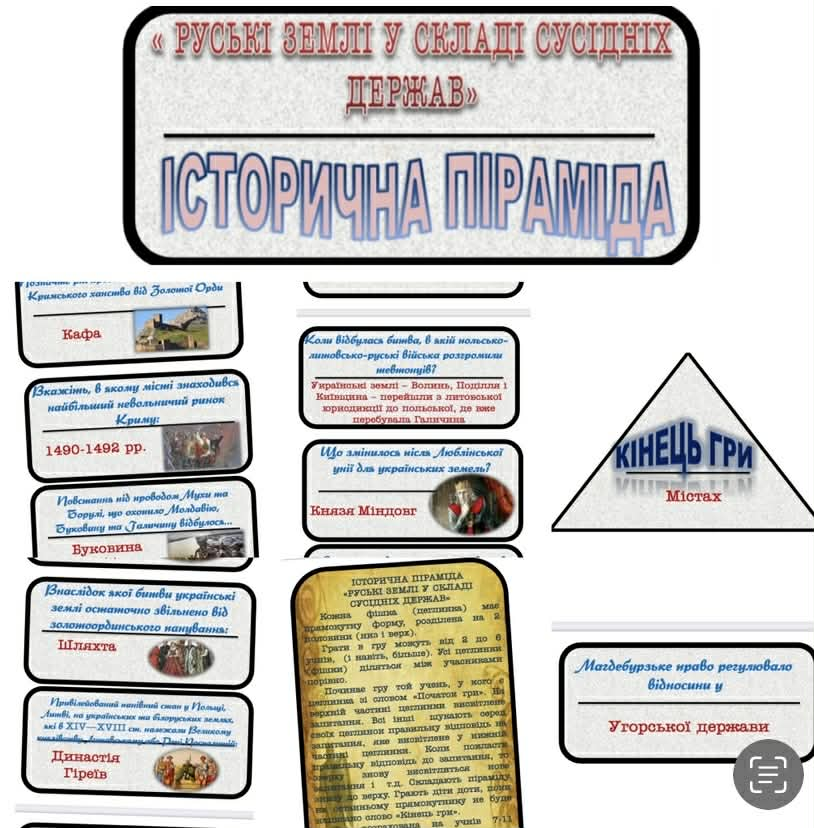 « РУСЬКІ ЗЕМЛІ У СКЛАДІ СУСІДНІХ
ДЕРЖАВ»
ІСТОРИЧНА ПІРАМІДА
Кримського ханства від Золотої Орди
Кафа
Вкажіть, в якому місті знаходився
найбільший невольничий ринок
Криму:
1490-1492 рр.
Повстання під проводом Мухи та
Борулі, що охопило Молдавію,
Буковину та Галичину відбулося...
Буковина
Внаслідок якої битви українські
землі остаточно звільнено від
золотоординського панування:
Шляхта
Привілейований панівний стан у Польщі,
Литві, на українських та білоруських землях,
які в XIV—XVIII ст. належали Великому
князівству Литовському або Речі Посполитій:
Династія
Гіреїв
Коли відбулася битва, в якій польсько-
литовсько-руські війська розгромили
тевтонців?
Українські землі – Волинь, Поділля і
Київщина – перейшли з литовської
юрисдикції до польської, де вже
перебувала Галичина
Що змінилося після Люблінської
унії для українських земель?
Князя Міндовг
ІСТОРИЧНА ПІРАМІДА
«РУСЬКІ ЗЕМЛІ У СКЛАДІ
СУСІДНІХ ДЕРЖАВ»
Кожна фішка (цеглинка) має
прямокутну форму, розділена на 2
половини (низ і верх).
Грати в гру можуть від 2 до 6
учнів, (і навіть, більше). Усі цеглинки
(фішки) діляться між учасниками
порівно.
Починає гру той учень, у кого є
цеглинка зі словом «Початок гри». На
верхній частині цеглинки висвітлене
запитання. Всі інші шукають серед
своїх цеглинок правильну відповідь на
запитання, яке висвітлене у нижній
частині цеглинки. Коли поклали
правильну відповідь до запитання, то
зверху знову висвітлиться нове
запитання і т.д. Складають піраміду
знизу до верху. Грають діти доти, поки
на останньому прямокутнику не буде
написано слово «Кінець гри».
розрахована на учнів 7-11
КІНЕЦЬ ГРИ
Містах
Магдебурзьке право регулювало
відносини у
Угорської держави